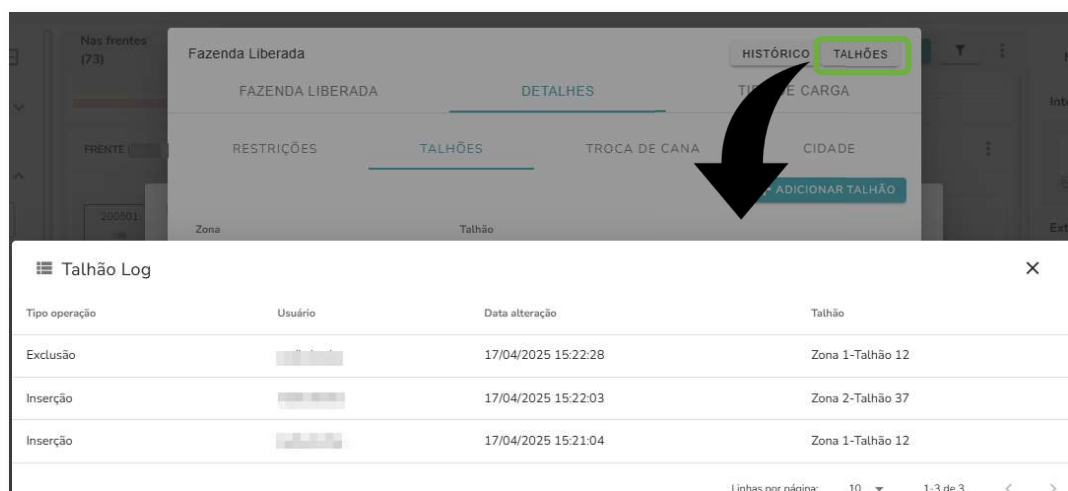 Nas frentes
(73)
Fazenda Liberada
HISTÓRICO
TALHÕES
FAZENDA LIBERADA
DETALHES
CARGA
FRENTE
RESTRIÇÕES
TALHÕES
TROCA DE CANA
CIDADE
ADICIONAR TALHÃO
Zona
Talhão
Talhão Log
Tipo operação
Usuário
Data alteração
Talhão
Exclusão
17/04/2025 15:22:28
Zona 1-Talhão 12
Inserção
17/04/2025 15:22:03
Zona 2-Talhão 37
Inserção
17/04/2025 15:21:04
Zona 1-Talhão 12
Linhas por página:
10
1-3 de 3